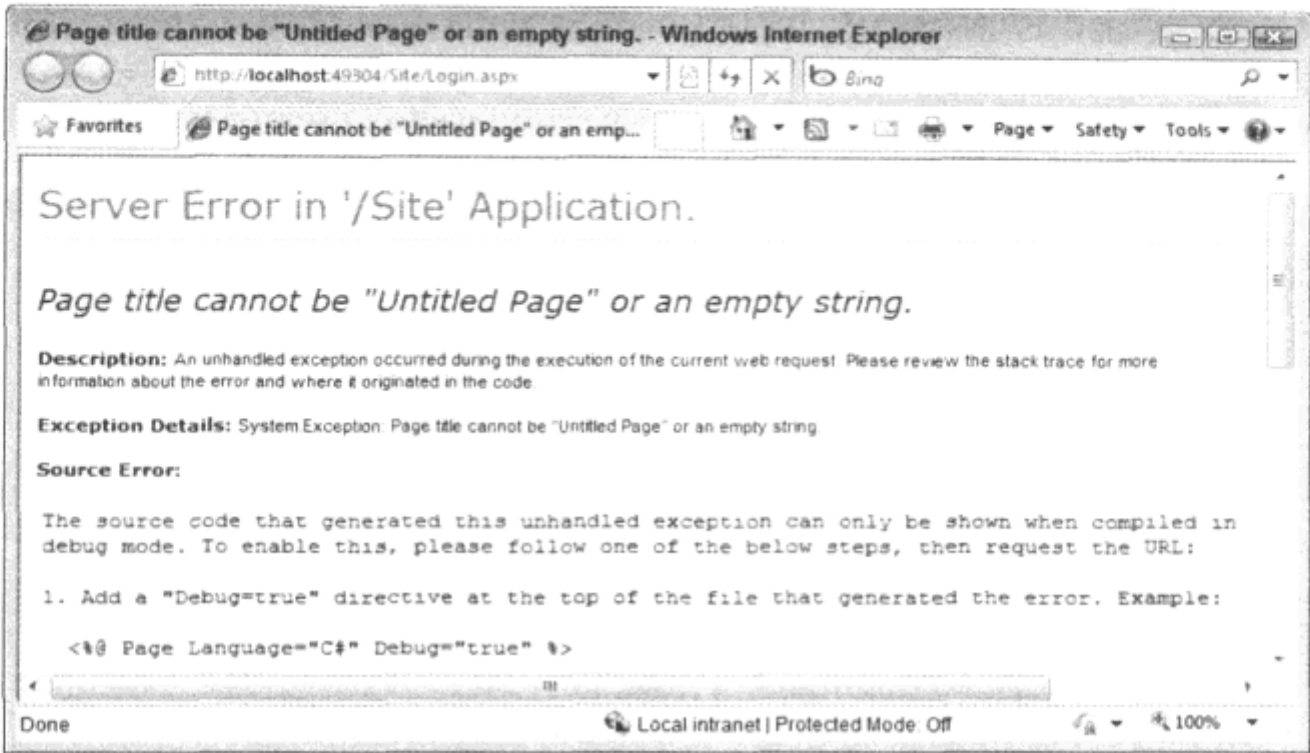 Page title cannot be "Untitled Page" or an empty string. - Windows Internet Explorer
http://localhost:49304/Site/Login.aspx
Bing
Favorites
Page title cannot be "Untitled Page" or an emp...
Page
Safety
Tools
Server Error in '/Site' Application.
Page title cannot be "Untitled Page" or an empty string.
Description: An unhandled exception occurred during the execution of the current web request. Please review the stack trace for more
information about the error and where it originated in the code.
Exception Details: System.Exception: Page title cannot be "Untitled Page" or an empty string.
Source Error:
The source code that generated this unhandled exception can only be shown when compiled in
debug mode. To enable this, please follow one of the below steps, then request the URL:
1. Add a "Debug=true" directive at the top of the file that generated the error. Example:
<%@ Page Language="C#" Debug="true" %>
Done
Local intranet | Protected Mode: Off
100%